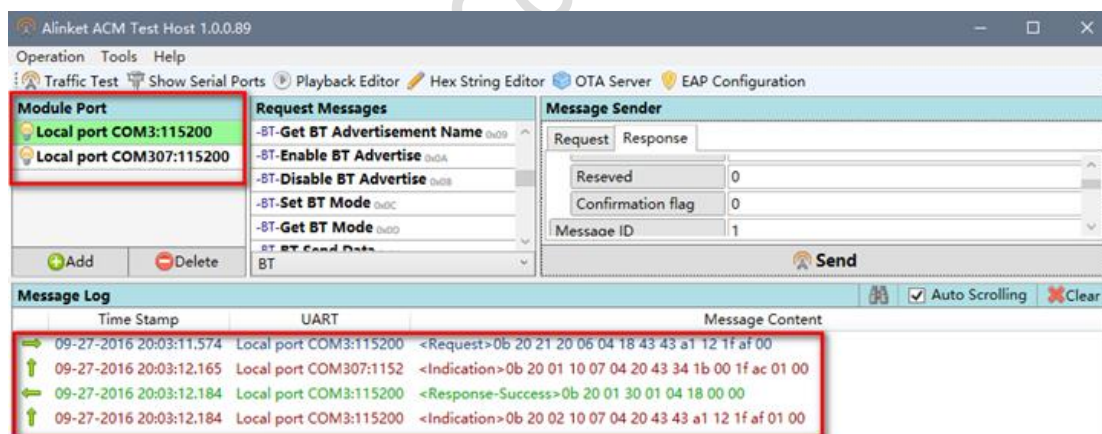 Alinket ACM Test Host 1.0.0.89
Operation Tools Help
Traffic Test Show Serial Ports Playback Editor Hex String Editor OTA Server EAP Configuration
Module Port
Local port COM3:115200
Local port COM307:115200
Add Delete
Request Messages
-BT-Get BT Advertisement Name 0x09
-BT-Enable BT Advertise 0x0A
-BT-Disable BT Advertise 0x0B
-BT-Set BT Mode 0x0C
-BT-Get BT Mode 0x0D
-BT-BT Send Data
BT
Message Sender
Request Response
Reseved 0
Confirmation flag 0
Message ID 1
Send
Message Log Auto Scrolling Clear
Time Stamp UART Message Content
09-27-2016 20:03:11.574 Local port COM3:115200 <Request>0b 20 21 20 06 04 18 43 43 a1 12 1f af 00
09-27-2016 20:03:12.165 Local port COM307:1152 <Indication>0b 20 01 10 07 04 20 43 34 1b 00 1f ac 01 00
09-27-2016 20:03:12.184 Local port COM3:115200 <Response-Success>0b 20 01 30 01 04 18 00 00
09-27-2016 20:03:12.184 Local port COM3:115200 <Indication>0b 20 02 10 07 04 20 43 43 a1 12 1f af 01 00